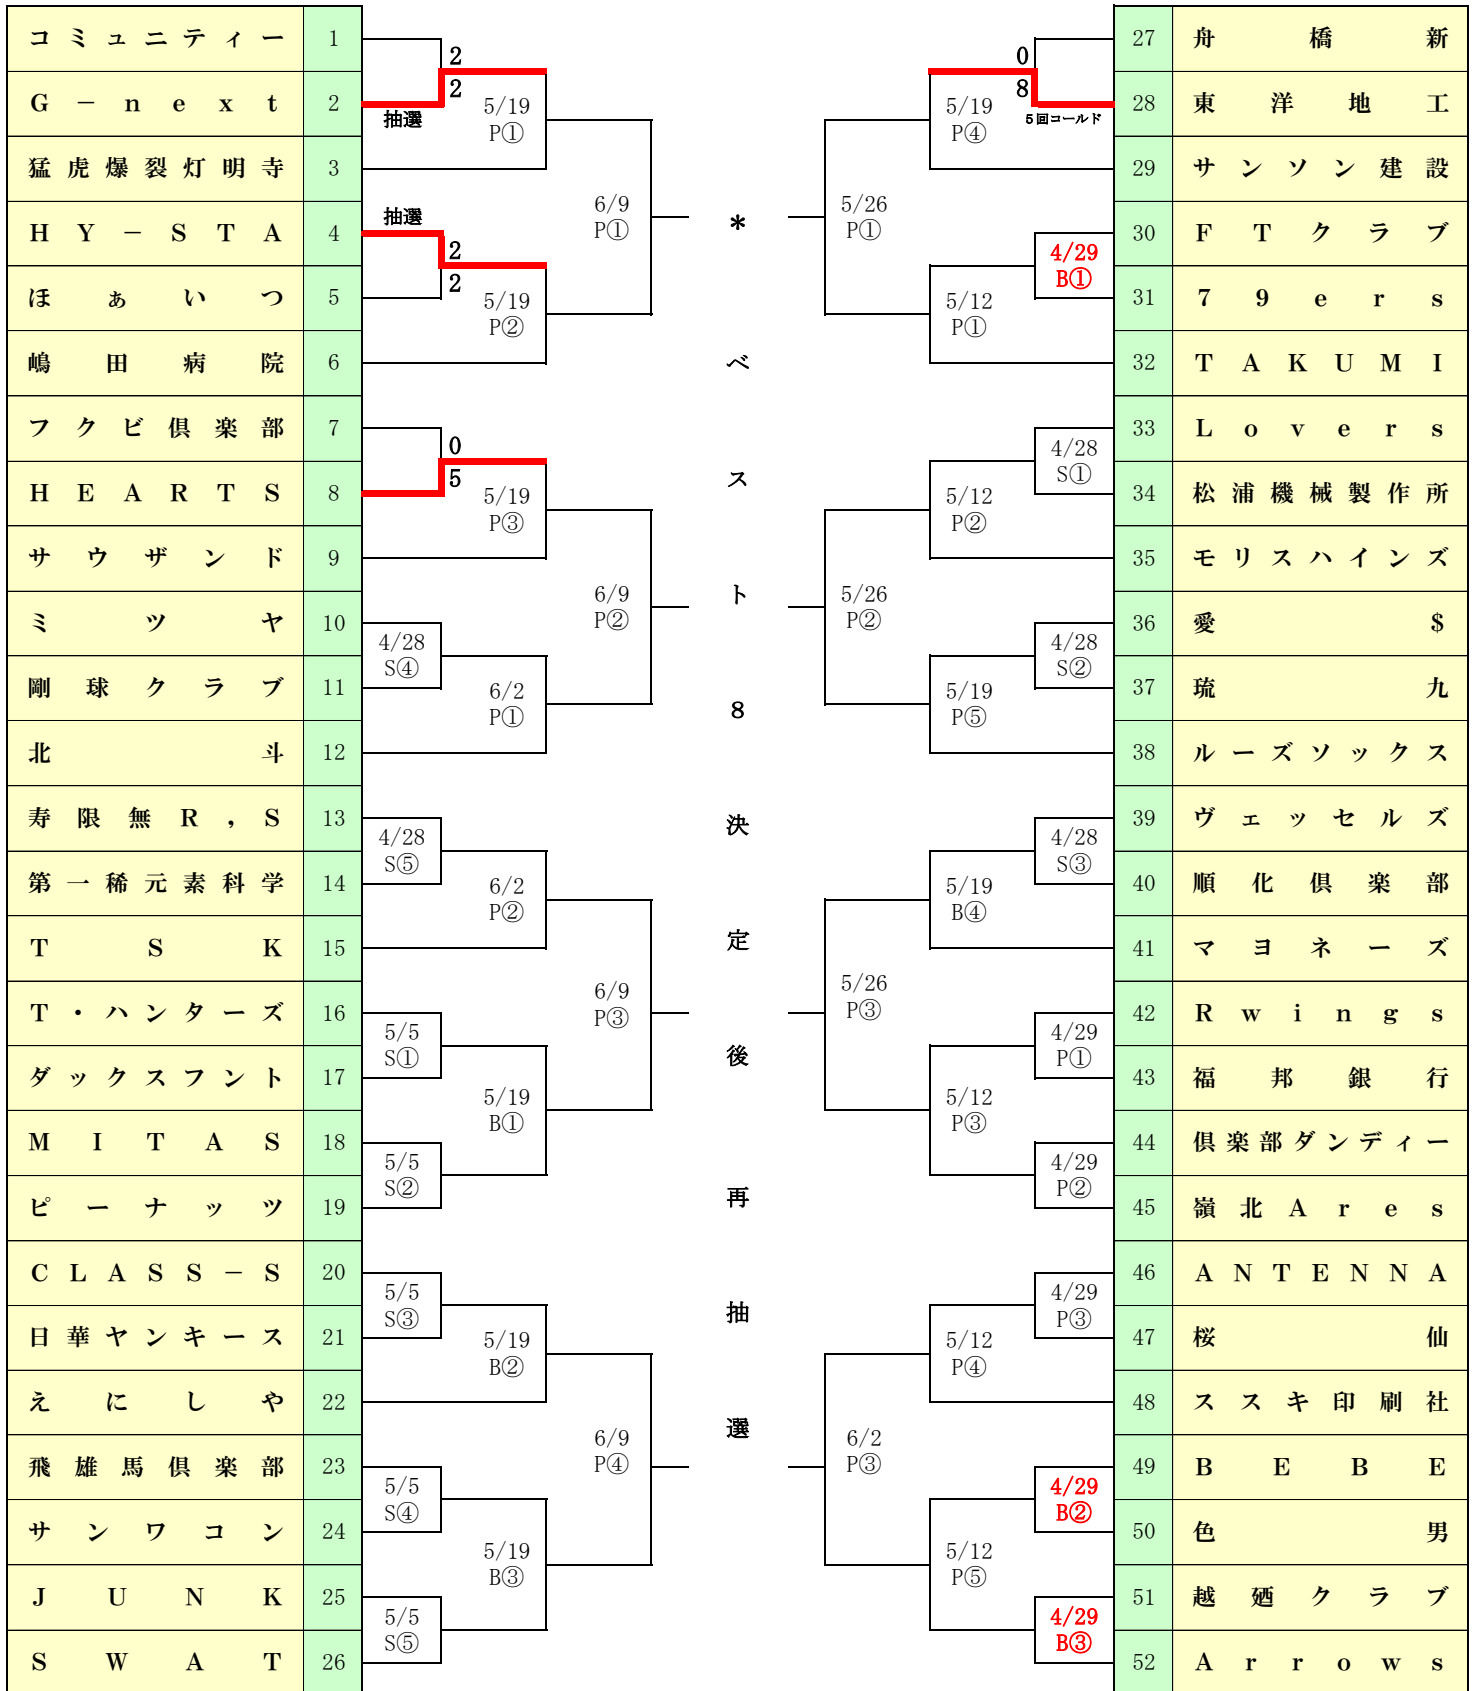 コミュニティー 1
G－next 2
猛虎爆裂灯明寺 3
HY－STA 4
ほぁいつ 5
嶋田病院 6
フクビ倶楽部 7
HEARTS 8
サウザンド 9
ミツヤ 10
剛球クラブ 11
北斗 12
寿限無R，S 13
第一稀元素科学 14
TSK 15
T・ハンターズ 16
ダックスフント 17
MITAS 18
ピーナッツ 19
CLASS－S 20
日華ヤンキース 21
えにしや 22
飛雄馬倶楽部 23
サンワコン 24
JUNK 25
SWAT 26
2
2
抽選
5/19
P①
抽選
2
2
5/19
P②
6/9
P①
0
5
5/19
P③
4/28
S④
6/2
P①
6/9
P②
4/28
S⑤
6/2
P②
5/5
S①
5/5
S②
5/19
B①
6/9
P③
5/5
S③
5/19
B②
5/5
S④
5/5
S⑤
5/19
B③
6/9
P④
＊ベスト8決定後再抽選
0
8
5回コールド
5/19
P④
4/29
B①
5/12
P①
5/26
P①
4/28
S①
5/12
P②
4/28
S②
5/19
P⑤
5/26
P②
4/28
S③
5/19
B④
4/29
P①
4/29
P②
5/12
P③
5/26
P③
4/29
P③
5/12
P④
4/29
B②
4/29
B③
5/12
P⑤
6/2
P③
27 舟橋新
28 東洋地工
29 サンソン建設
30 FTクラブ
31 79ers
32 TAKUMI
33 Lovers
34 松浦機械製作所
35 モリスハインズ
36 愛$
37 琉九
38 ルーズソックス
39 ヴェッセルズ
40 順化倶楽部
41 マヨネーズ
42 Rwings
43 福邦銀行
44 倶楽部ダンディー
45 嶺北Ares
46 ANTENNA
47 桜仙
48 ススキ印刷社
49 BEBE
50 色男
51 越廼クラブ
52 Arrows